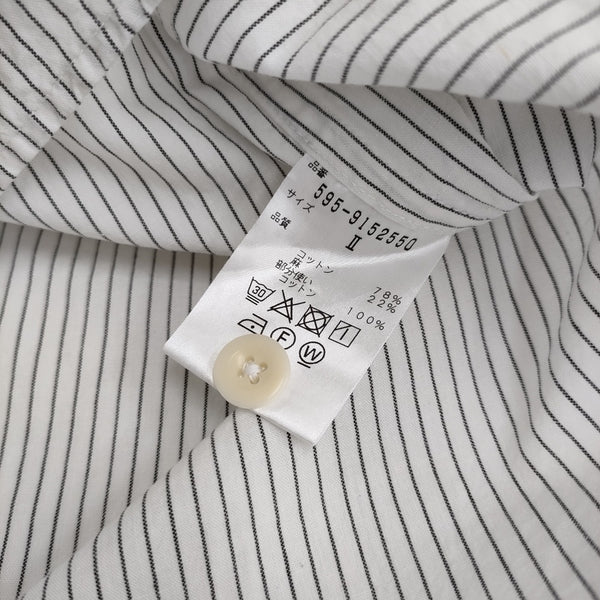 品番
595-9152550
サイズ
II
品質
コットン 78%
麻 22%
部分使い
コットン 100%
30
F W